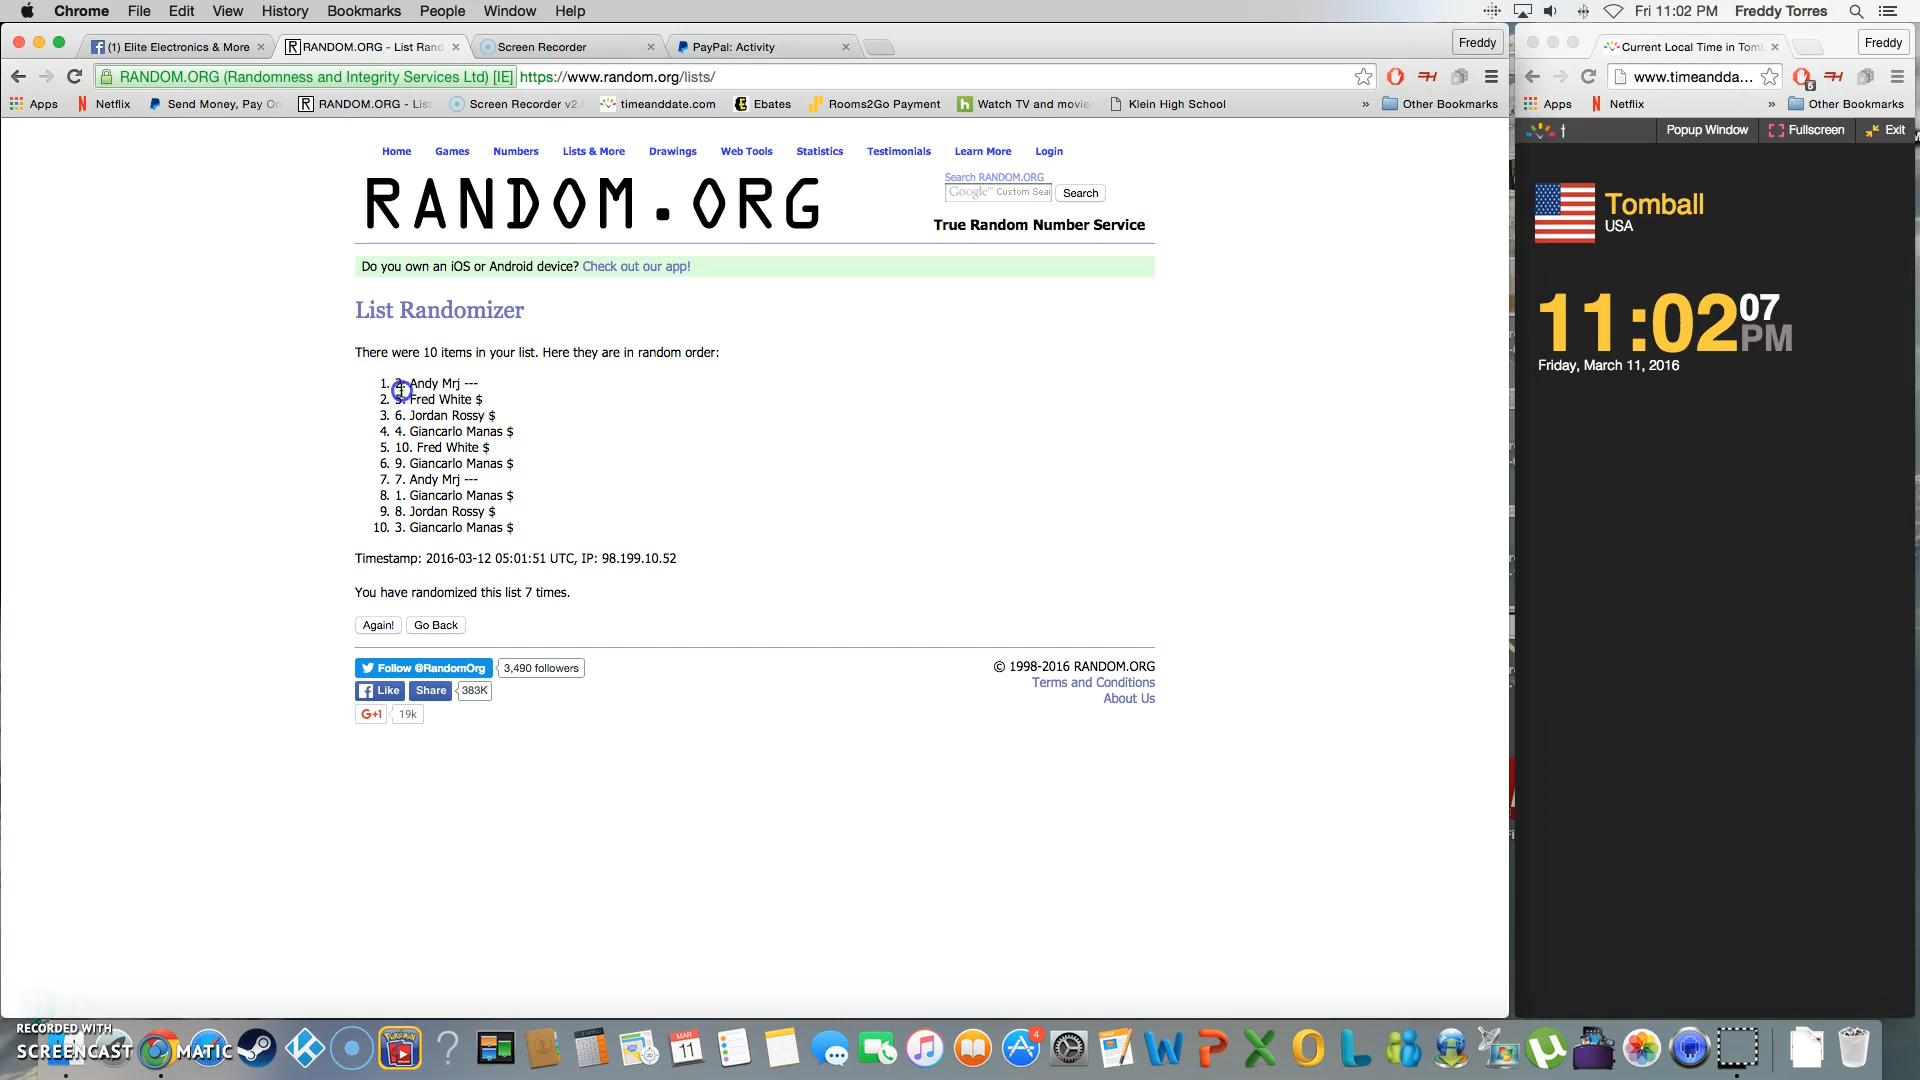 Chrome File Edit View History Bookmarks People Window Help Fri 11:02 PM Freddy Torres
(1) Elite Electronics & More RANDOM.ORG - List Rand Screen Recorder PayPal: Activity Freddy
RANDOM.ORG (Randomness and Integrity Services Ltd) [IE] https://www.random.org/lists/
Apps Netflix Send Money, Pay On RANDOM.ORG - Lis Screen Recorder v2. timeanddate.com Ebates Rooms2Go Payment Watch TV and movie Klein High School » Other Bookmarks
Current Local Time in Tomb Freddy
www.timeandda...
Apps Netflix » Other Bookmarks
t Popup Window Fullscreen Exit
Tomball
USA
11:02 07 PM
Friday, March 11, 2016
Home Games Numbers Lists & More Drawings Web Tools Statistics Testimonials Learn More Login
RANDOM.ORG
Search RANDOM.ORG
Google™ Custom Sear Search
True Random Number Service
Do you own an iOS or Android device? Check out our app!
List Randomizer
There were 10 items in your list. Here they are in random order:
1. 2. Andy Mrj ---
2. 5. Fred White $
3. 6. Jordan Rossy $
4. 4. Giancarlo Manas $
5. 10. Fred White $
6. 9. Giancarlo Manas $
7. 7. Andy Mrj ---
8. 1. Giancarlo Manas $
9. 8. Jordan Rossy $
10. 3. Giancarlo Manas $
Timestamp: 2016-03-12 05:01:51 UTC, IP: 98.199.10.52
You have randomized this list 7 times.
Again! Go Back
Follow @RandomOrg 3,490 followers
Like Share 383K
G+1 19k
© 1998-2016 RANDOM.ORG
Terms and Conditions
About Us
RECORDED WITH
SCREENCAST MATIC
MAR
11
4